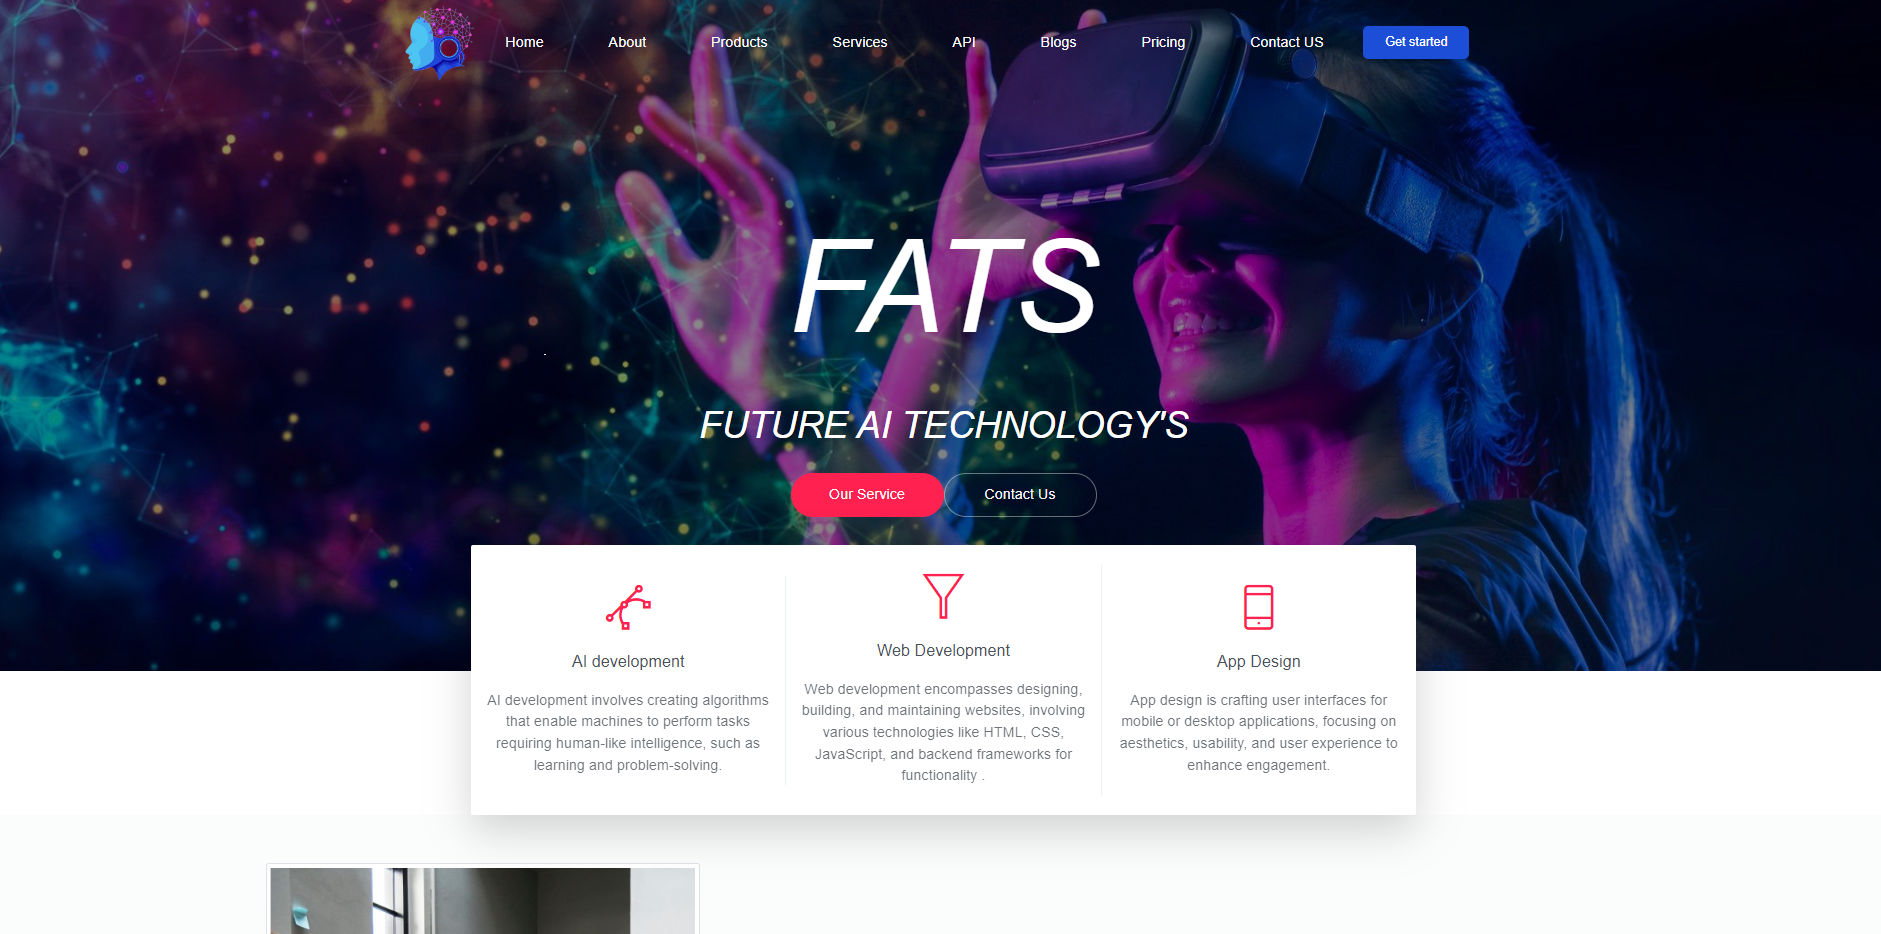 Home About Products Services API Blogs Pricing Contact US Get started
FATS
FUTURE AI TECHNOLOGY'S
Our Service Contact Us
AI development
AI development involves creating algorithms
that enable machines to perform tasks
requiring human-like intelligence, such as
learning and problem-solving.
Web Development
Web development encompasses designing,
building, and maintaining websites, involving
various technologies like HTML, CSS,
JavaScript, and backend frameworks for
functionality .
App Design
App design is crafting user interfaces for
mobile or desktop applications, focusing on
aesthetics, usability, and user experience to
enhance engagement.